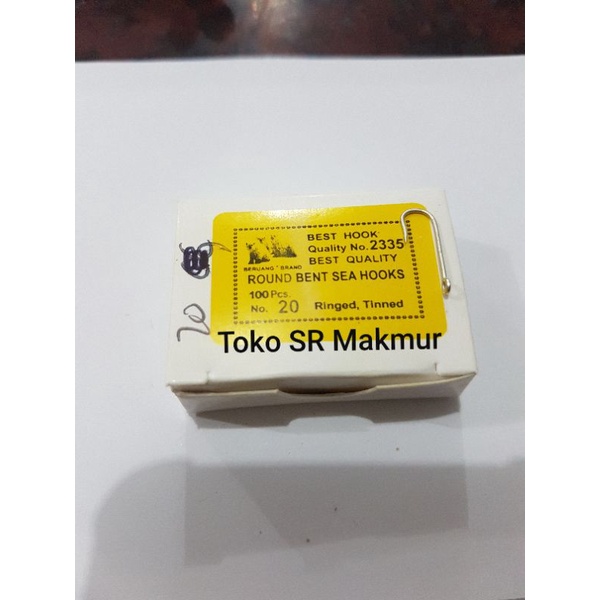 BEST HOOK
Quality No. 2335
BEST QUALITY
BERUANG BRAND
ROUND BENT SEA HOOKS
100 Pcs.
No. 20 Ringed, Tinned
Toko SR Makmur
20